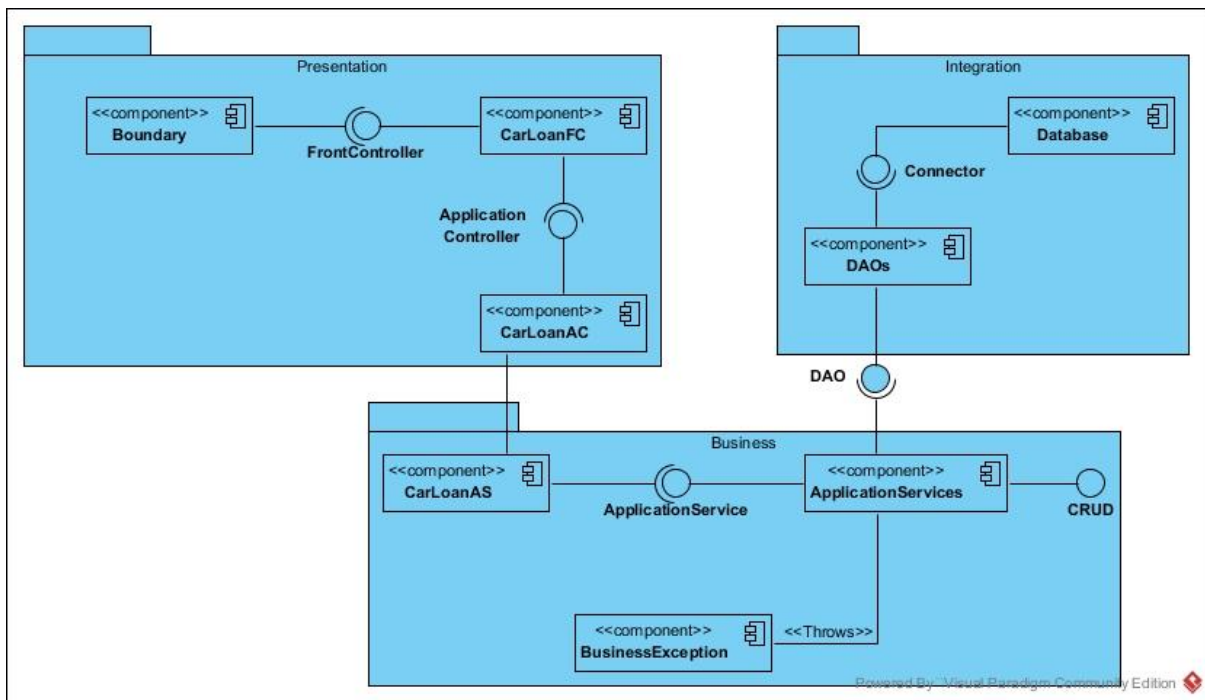 Presentation
<<component>>
Boundary
FrontController
<<component>>
CarLoanFC
Application
Controller
<<component>>
CarLoanAC
Integration
<<component>>
Database
Connector
<<component>>
DAOs
DAO
Business
<<component>>
CarLoanAS
ApplicationService
<<component>>
ApplicationServices
CRUD
<<component>>
BusinessException
<<Throws>>
Powered By Visual Paradigm Community Edition